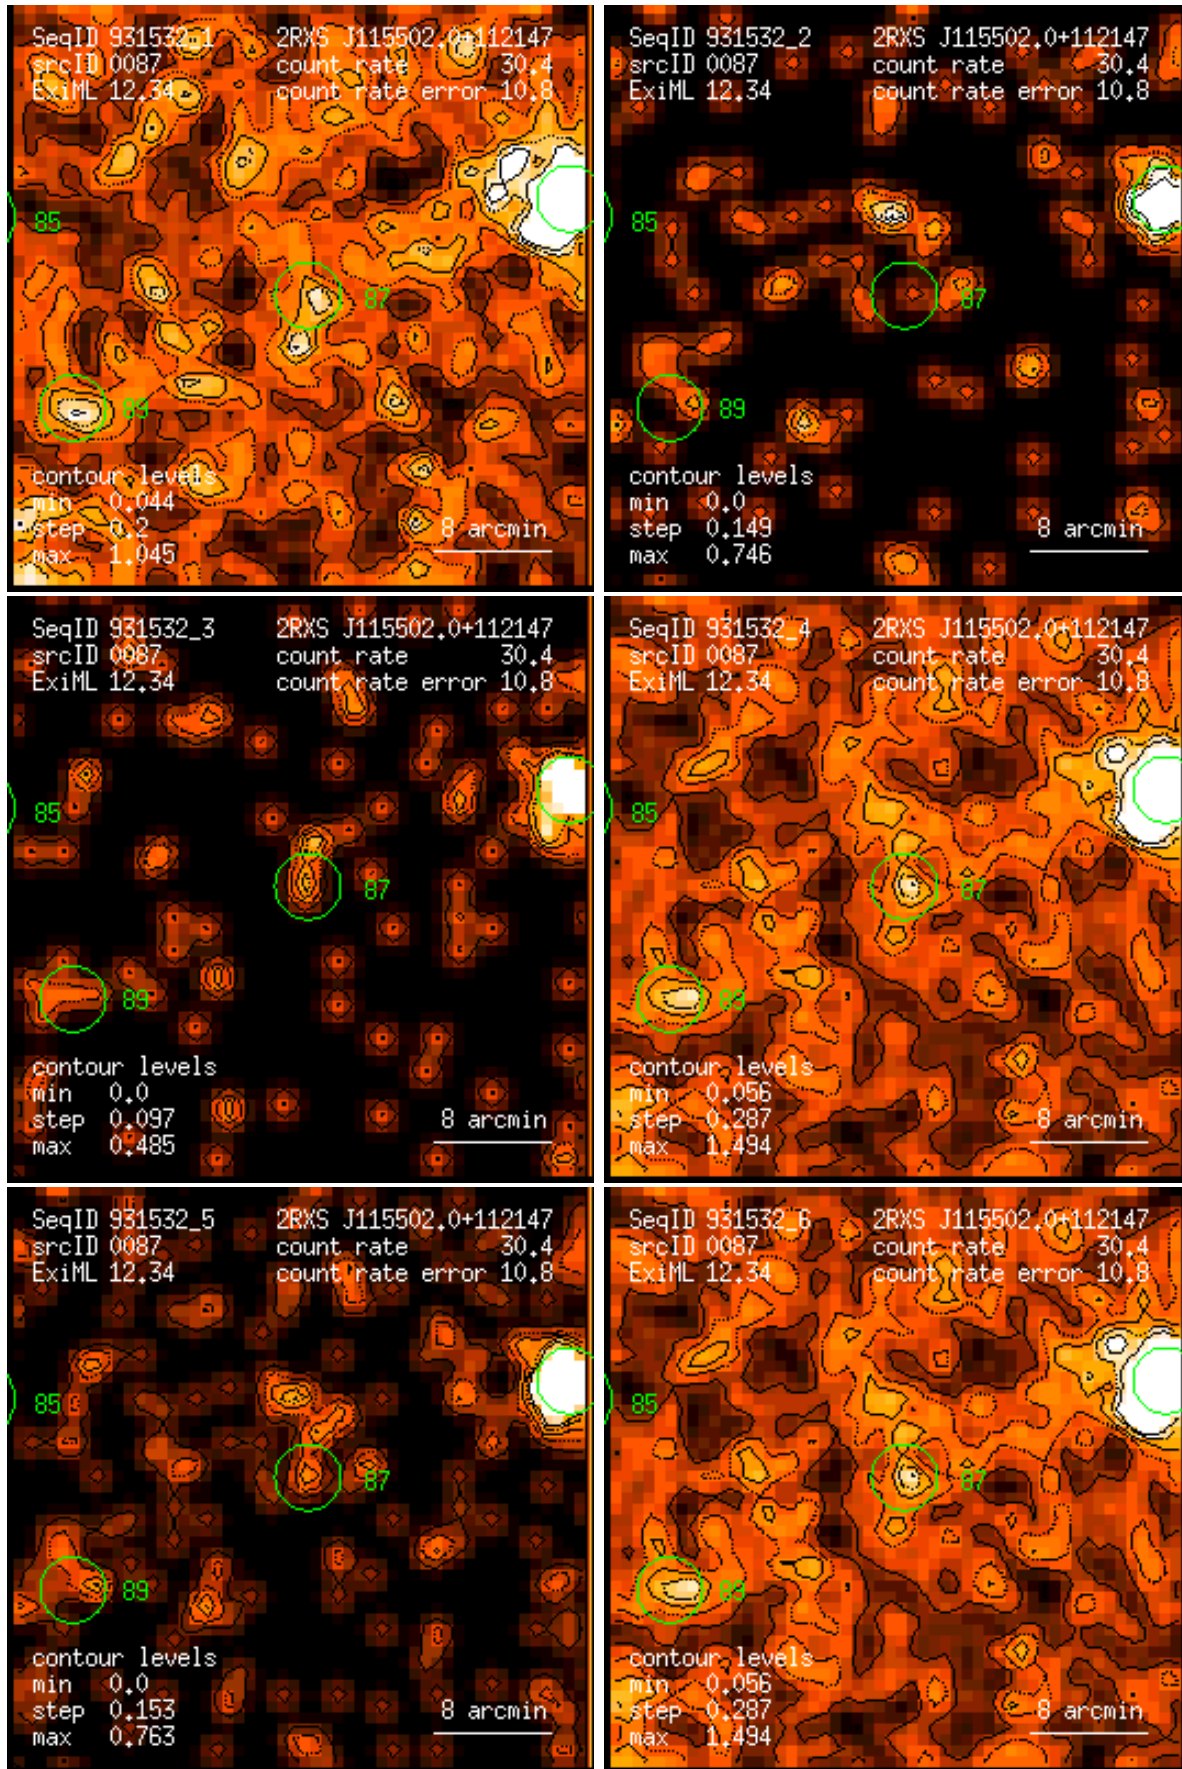 SeqID 931532_1 2RXS J115502.0+112147
srcID 0087 count rate 30.4
ExiML 12.34 count rate error 10.8
85
87
89
contour levels
min 0.044
step 0.2 8 arcmin
max 1.045
SeqID 931532_2 2RXS J115502.0+112147
srcID 0087 count rate 30.4
ExiML 12.34 count rate error 10.8
85
87
89
contour levels
min 0.0
step 0.149 8 arcmin
max 0.746
SeqID 931532_3 2RXS J115502.0+112147
srcID 0087 count rate 30.4
ExiML 12.34 count rate error 10.8
85
87
89
contour levels
min 0.0
step 0.097 8 arcmin
max 0.485
SeqID 931532_4 2RXS J115502.0+112147
srcID 0087 count rate 30.4
ExiML 12.34 count rate error 10.8
85
87
89
contour levels
min 0.056
step 0.287 8 arcmin
max 1.494
SeqID 931532_5 2RXS J115502.0+112147
srcID 0087 count rate 30.4
ExiML 12.34 count rate error 10.8
85
87
89
contour levels
min 0.0
step 0.153 8 arcmin
max 0.763
SeqID 931532_6 2RXS J115502.0+112147
srcID 0087 count rate 30.4
ExiML 12.34 count rate error 10.8
85
87
89
contour levels
min 0.056
step 0.287 8 arcmin
max 1.494